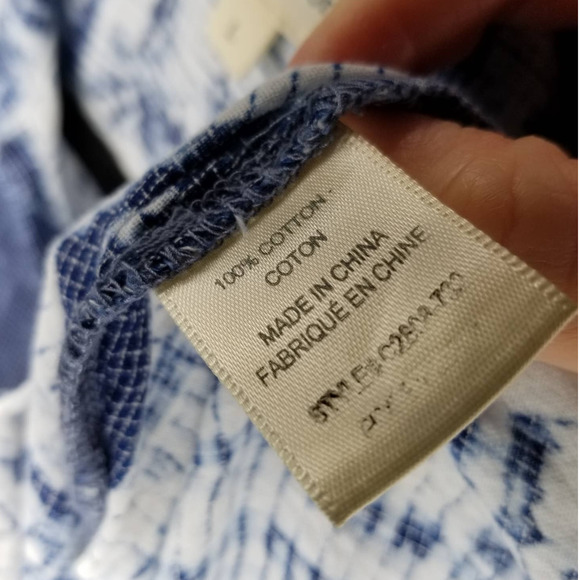 100% COTTON -
COTON
MADE IN CHINA
FABRIQUÉ EN CHINE